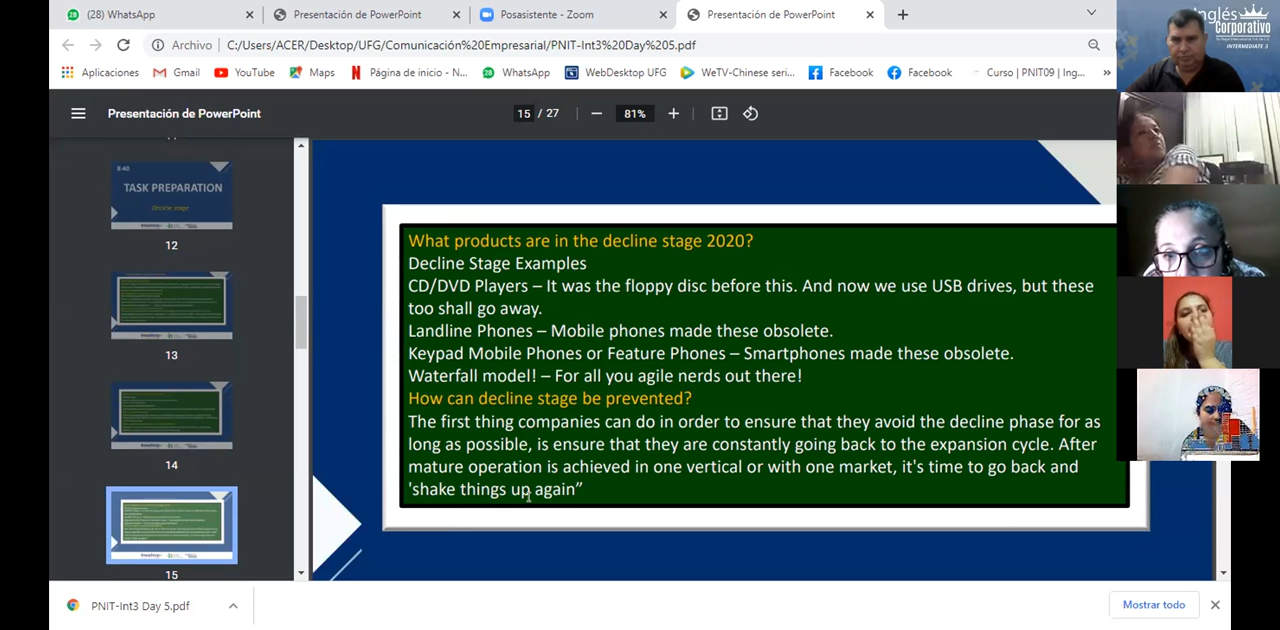 (28) WhatsApp
Presentación de PowerPoint
Posasistente - Zoom
Presentación de PowerPoint
Archivo
C:/Users/ACER/Desktop/UFG/Comunicación%20Empresarial/PNIT-Int3%20Day%205.pdf
Aplicaciones
Gmail
YouTube
Maps
Página de inicio - N...
WhatsApp
WebDesktop UFG
WeTV-Chinese seri...
Facebook
Facebook
Curso | PNIT09 | Ing...
»
Inglés
Corporativo
INTERMEDIATE 3
Presentación de PowerPoint
15 / 27
81%
8:40
TASK PREPARATION
Decline stage
12
13
14
15
What products are in the decline stage 2020?
Decline Stage Examples
CD/DVD Players – It was the floppy disc before this. And now we use USB drives, but these
too shall go away.
Landline Phones – Mobile phones made these obsolete.
Keypad Mobile Phones or Feature Phones – Smartphones made these obsolete.
Waterfall model! – For all you agile nerds out there!
How can decline stage be prevented?
The first thing companies can do in order to ensure that they avoid the decline phase for as
long as possible, is ensure that they are constantly going back to the expansion cycle. After
mature operation is achieved in one vertical or with one market, it's time to go back and
'shake things up again”
PNIT-Int3 Day 5.pdf
Mostrar todo